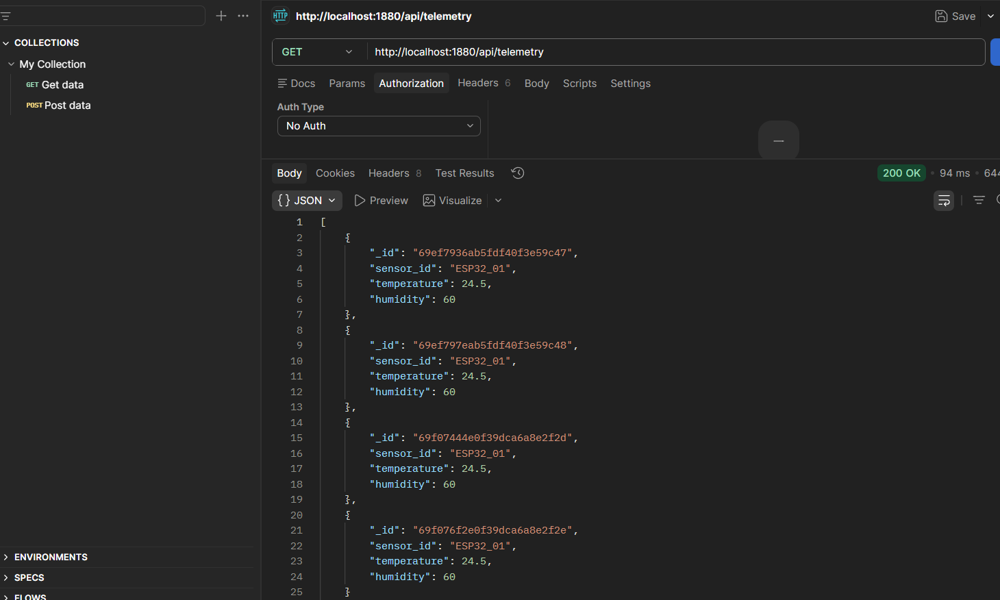 HTTP http://localhost:1880/api/telemetry
Save
COLLECTIONS
My Collection
GET Get data
POST Post data
GET http://localhost:1880/api/telemetry
Docs Params Authorization Headers 6 Body Scripts Settings
Auth Type
No Auth
Body Cookies Headers 8 Test Results
200 OK • 94 ms • 644
{} JSON Preview Visualize
1 [
2 {
3 "_id": "69ef7936ab5fdf40f3e59c47",
4 "sensor_id": "ESP32_01",
5 "temperature": 24.5,
6 "humidity": 60
7 },
8 {
9 "_id": "69ef797eab5fdf40f3e59c48",
10 "sensor_id": "ESP32_01",
11 "temperature": 24.5,
12 "humidity": 60
13 },
14 {
15 "_id": "69f07444e0f39dca6a8e2f2d",
16 "sensor_id": "ESP32_01",
17 "temperature": 24.5,
18 "humidity": 60
19 },
20 {
21 "_id": "69f076f2e0f39dca6a8e2f2e",
22 "sensor_id": "ESP32_01",
23 "temperature": 24.5,
24 "humidity": 60
25 }
ENVIRONMENTS
SPECS
FLOWS